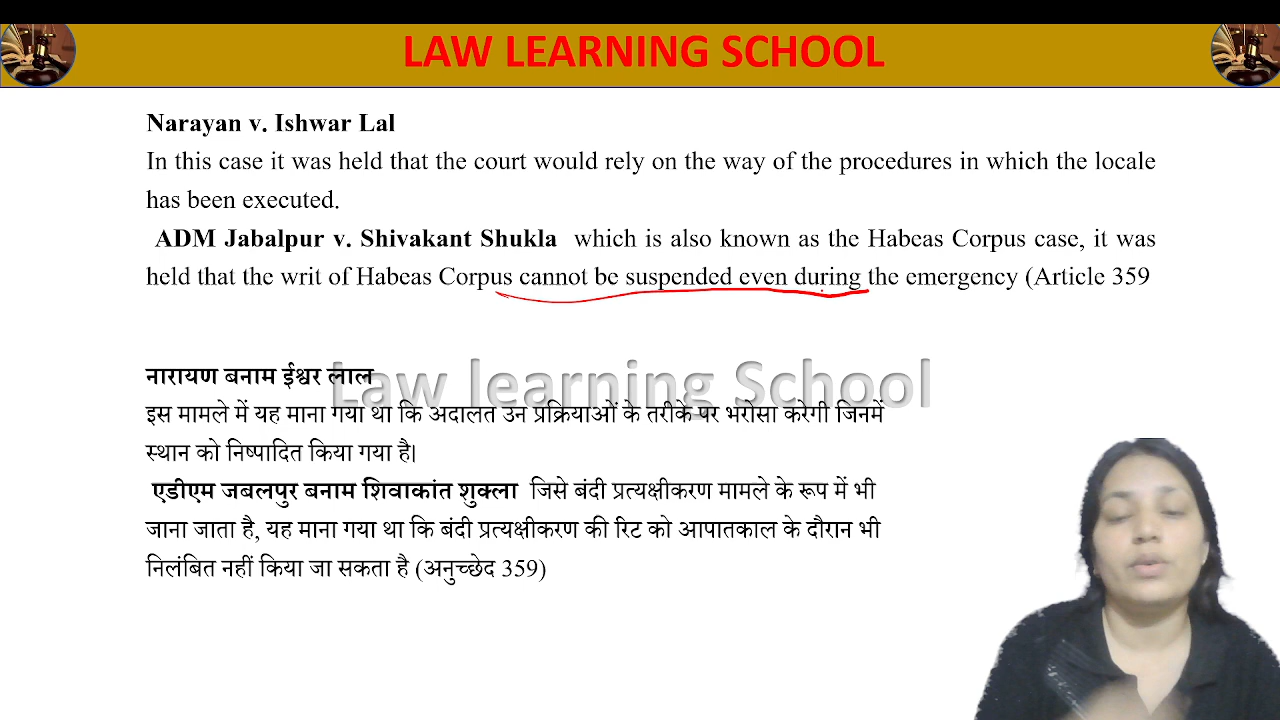 LAW LEARNING SCHOOL
Narayan v. Ishwar Lal
In this case it was held that the court would rely on the way of the procedures in which the locale
has been executed.
ADM Jabalpur v. Shivakant Shukla which is also known as the Habeas Corpus case, it was
held that the writ of Habeas Corpus cannot be suspended even during the emergency (Article 359
Law learning School
नारायण बनाम ईश्वर लाल
इस मामले में यह माना गया था कि अदालत उन प्रक्रियाओं के तरीके पर भरोसा करेगी जिनमें
स्थान को निष्पादित किया गया है।
एडीएम जबलपुर बनाम शिवाकांत शुक्ला जिसे बंदी प्रत्यक्षीकरण मामले के रूप में भी
जाना जाता है, यह माना गया था कि बंदी प्रत्यक्षीकरण की रिट को आपातकाल के दौरान भी
निलंबित नहीं किया जा सकता है (अनुच्छेद 359)